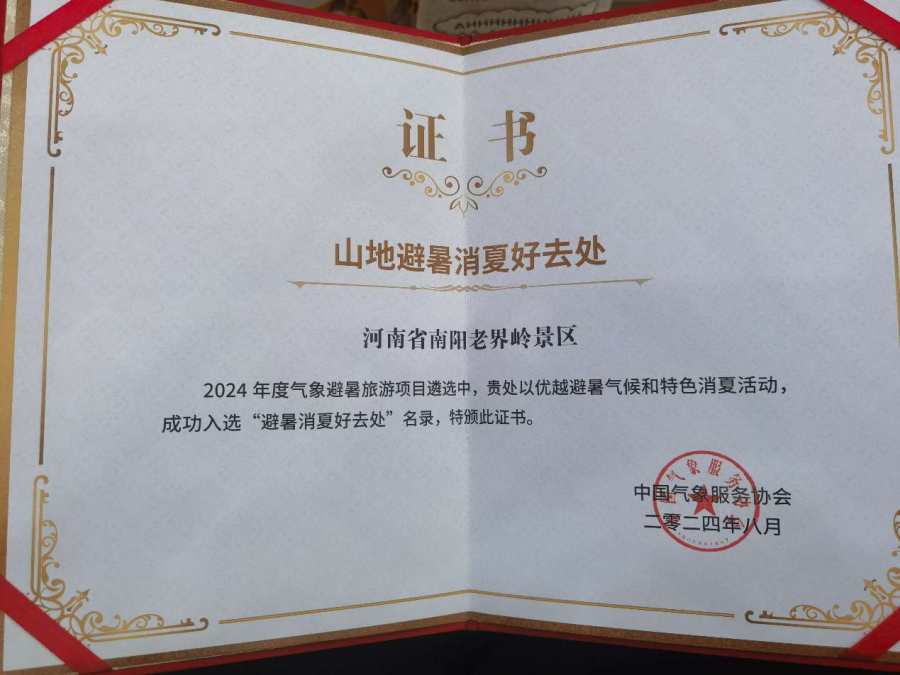 证书
山地避暑消夏好去处
河南省南阳老界岭景区
2024 年度气象避暑旅游项目遴选中，贵处以优越避暑气候和特色消夏活动，
成功入选“避暑消夏好去处”名录，特颁此证书。
中国气象服务协会
二零二四年八月